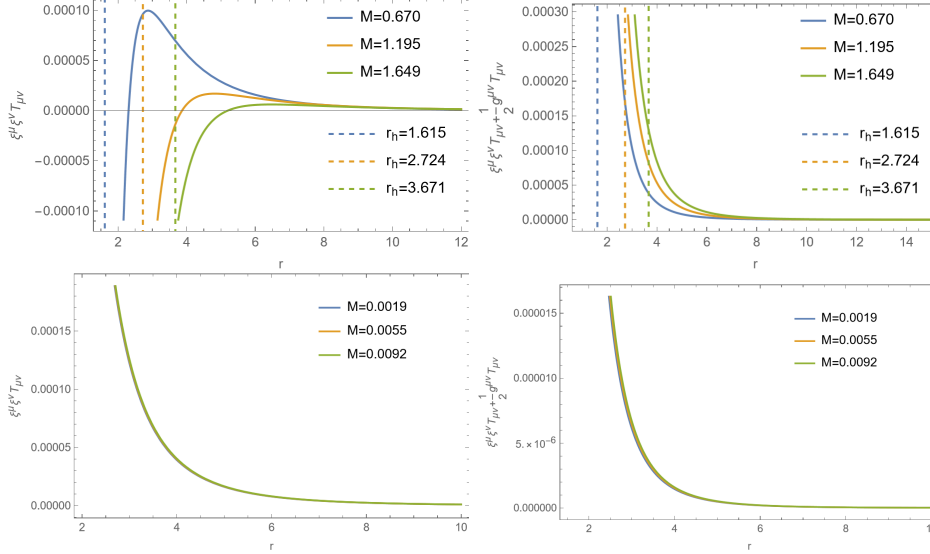 0.00010
0.00005
0.00000
−0.00005
−0.00010
ξ^μ ξ^ν T_μν
M=0.670
M=1.195
M=1.649
r_h=1.615
r_h=2.724
r_h=3.671
2 4 6 8 10 12
r
0.00030
0.00025
0.00020
0.00015
0.00010
0.00005
0.00000
ξ^μ ξ^ν T_μν + 1/2 g^μν T_μν
M=0.670
M=1.195
M=1.649
r_h=1.615
r_h=2.724
r_h=3.671
2 4 6 8 10 12 14
r
0.00015
0.00010
0.00005
0.00000
ξ^μ ξ^ν T_μν
M=0.0019
M=0.0055
M=0.0092
2 4 6 8 10
r
0.000015
0.000010
5.×10^-6
0.000000
ξ^μ ξ^ν T_μν + 1/2 g^μν T_μν
M=0.0019
M=0.0055
M=0.0092
2 4 6 8 10
r